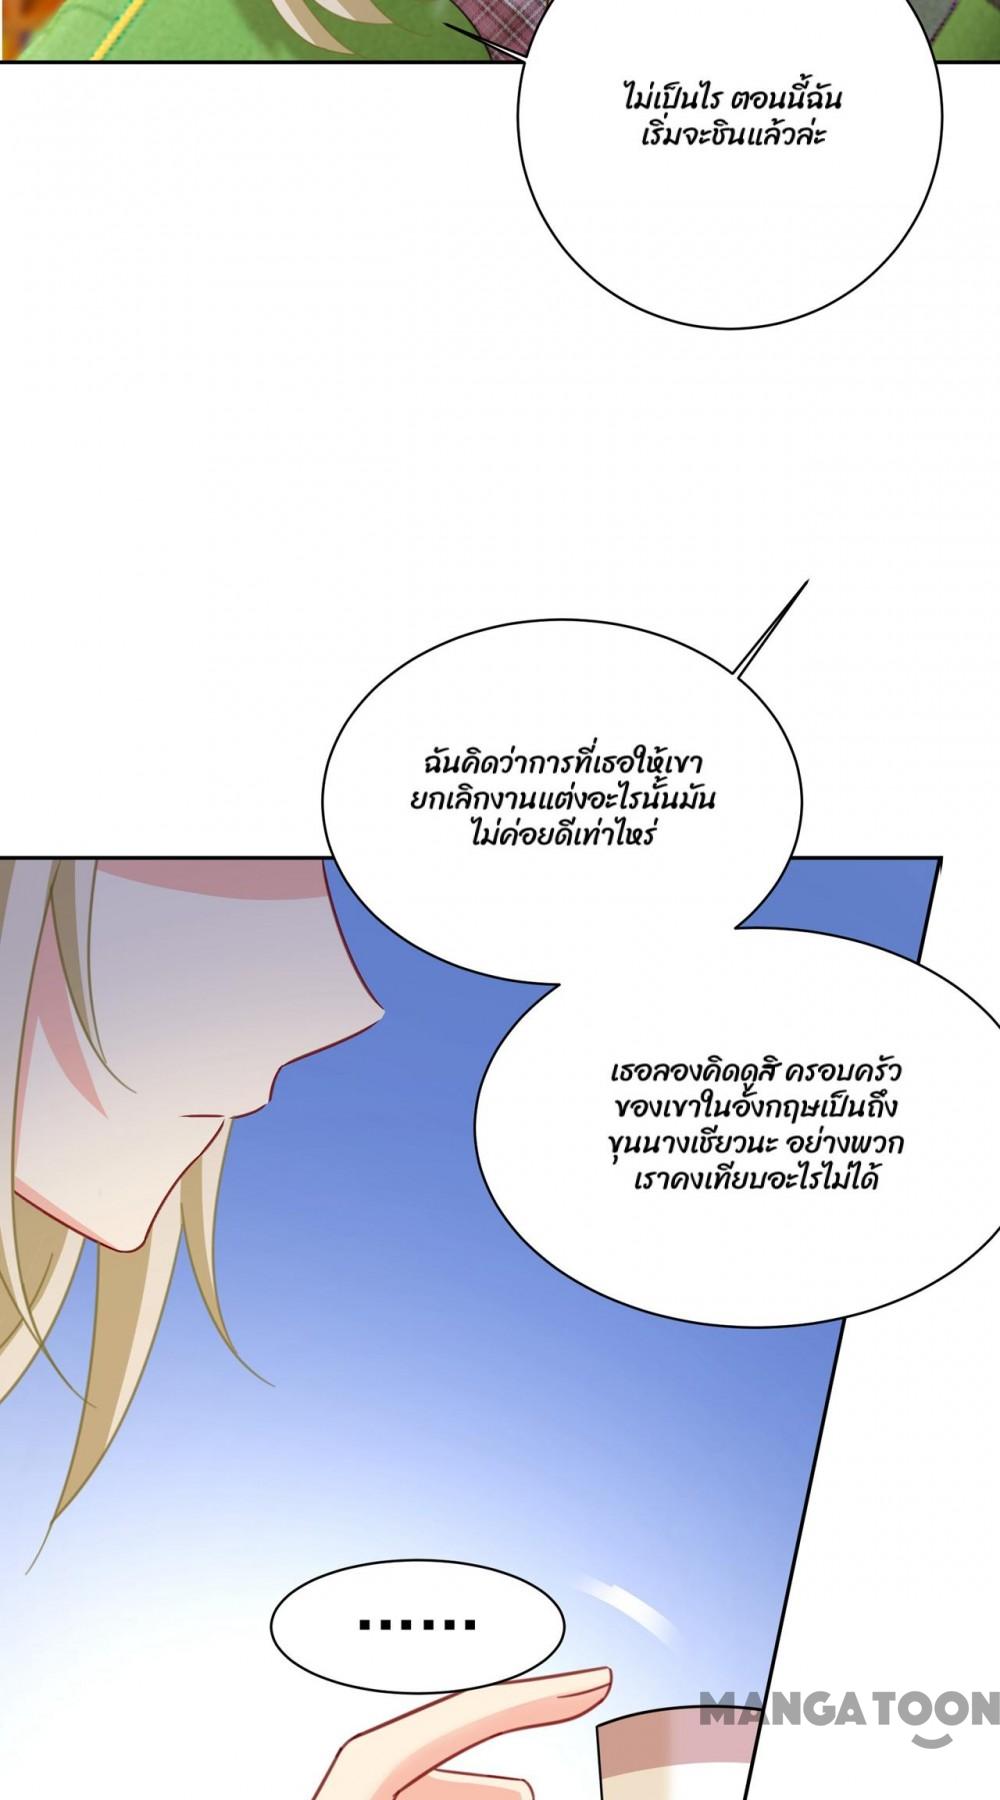 ไม่เป็นไร ตอนนี้ฉัน
เริ่มจะชินแล้วล่ะ
ฉันคิดว่าการที่เธอให้เขา
ยกเลิกงานแต่งอะไรนั้นมัน
ไม่ค่อยดีเท่าไหร่
เธอลองคิดดูสิ ครอบครัว
ของเขาในอังกฤษเป็นถึง
ขุนนางเชียวนะ อย่างพวก
เราคงเทียบอะไรไม่ได้
......
MANGATOON